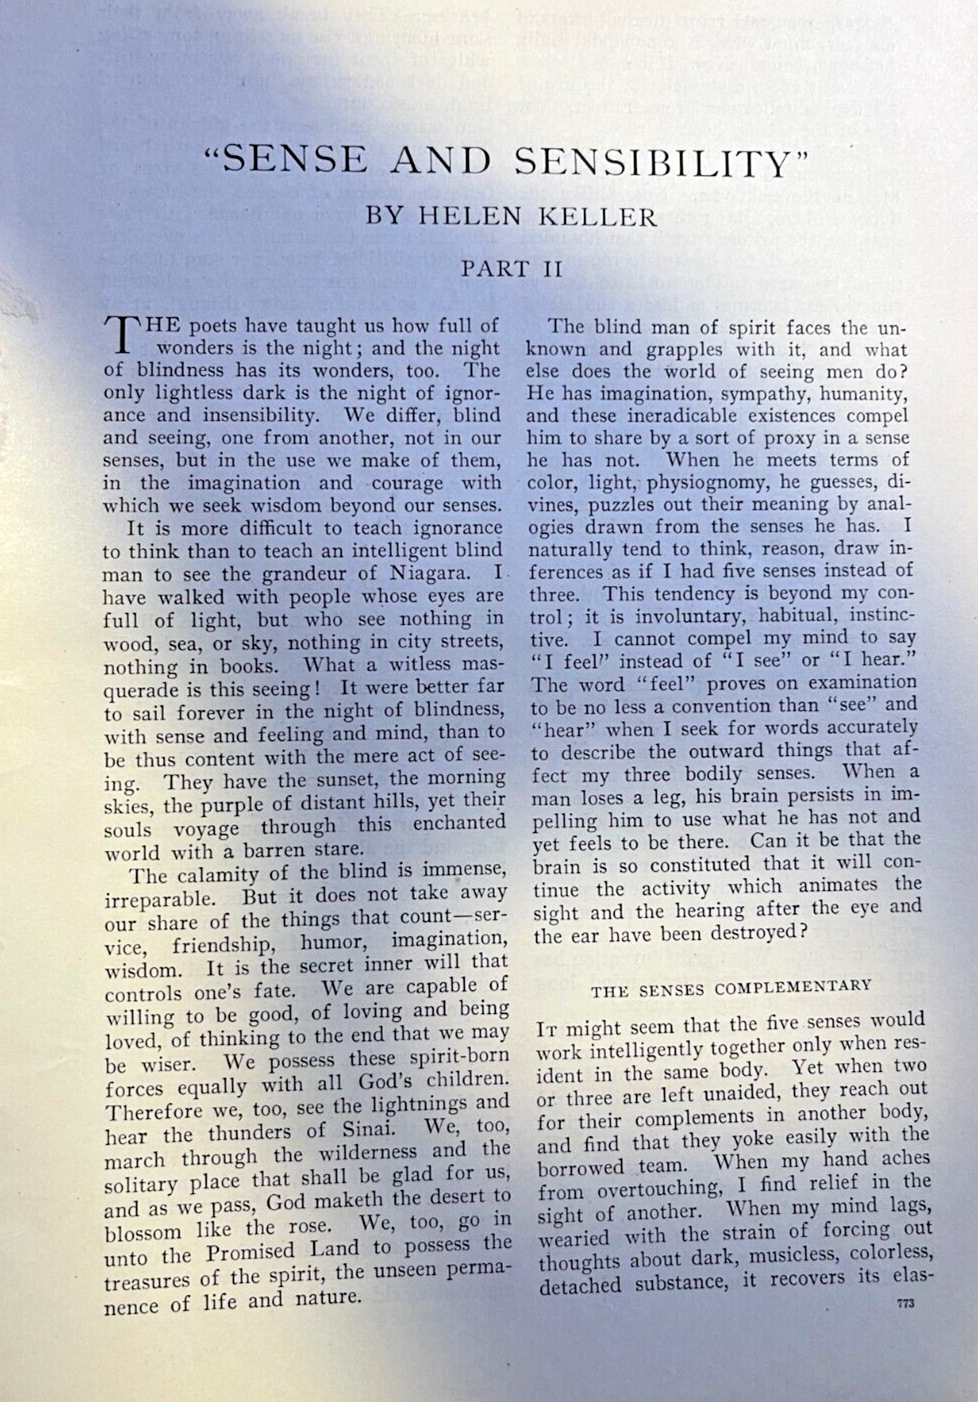 “SENSE AND SENSIBILITY”
BY HELEN KELLER
PART II
THE poets have taught us how full of
wonders is the night; and the night
of blindness has its wonders, too. The
only lightless dark is the night of ignor-
ance and insensibility. We differ, blind
and seeing, one from another, not in our
senses, but in the use we make of them,
in the imagination and courage with
which we seek wisdom beyond our senses.
It is more difficult to teach ignorance
to think than to teach an intelligent blind
man to see the grandeur of Niagara. I
have walked with people whose eyes are
full of light, but who see nothing in
wood, sea, or sky, nothing in city streets,
nothing in books. What a witless mas-
querade is this seeing! It were better far
to sail forever in the night of blindness,
with sense and feeling and mind, than to
be thus content with the mere act of see-
ing. They have the sunset, the morning
skies, the purple of distant hills, yet their
souls voyage through this enchanted
world with a barren stare.
The calamity of the blind is immense,
irreparable. But it does not take away
our share of the things that count—ser-
vice, friendship, humor, imagination,
wisdom. It is the secret inner will that
controls one’s fate. We are capable of
willing to be good, of loving and being
loved, of thinking to the end that we may
be wiser. We possess these spirit-born
forces equally with all God’s children.
Therefore we, too, see the lightnings and
hear the thunders of Sinai. We, too,
march through the wilderness and the
solitary place that shall be glad for us,
and as we pass, God maketh the desert to
blossom like the rose. We, too, go in
unto the Promised Land to possess the
treasures of the spirit, the unseen perma-
nence of life and nature.
The blind man of spirit faces the un-
known and grapples with it, and what
else does the world of seeing men do?
He has imagination, sympathy, humanity,
and these ineradicable existences compel
him to share by a sort of proxy in a sense
he has not. When he meets terms of
color, light, physiognomy, he guesses, di-
vines, puzzles out their meaning by anal-
ogies drawn from the senses he has. I
naturally tend to think, reason, draw in-
ferences as if I had five senses instead of
three. This tendency is beyond my con-
trol; it is involuntary, habitual, instinc-
tive. I cannot compel my mind to say
“I feel” instead of “I see” or “I hear.”
The word “feel” proves on examination
to be no less a convention than “see” and
“hear” when I seek for words accurately
to describe the outward things that af-
fect my three bodily senses. When a
man loses a leg, his brain persists in im-
pelling him to use what he has not and
yet feels to be there. Can it be that the
brain is so constituted that it will con-
tinue the activity which animates the
sight and the hearing after the eye and
the ear have been destroyed?
THE SENSES COMPLEMENTARY
IT might seem that the five senses would
work intelligently together only when res-
ident in the same body. Yet when two
or three are left unaided, they reach out
for their complements in another body,
and find that they yoke easily with the
borrowed team. When my hand aches
from overtouching, I find relief in the
sight of another. When my mind lags,
wearied with the strain of forcing out
thoughts about dark, musicless, colorless,
detached substance, it recovers its elas-
773